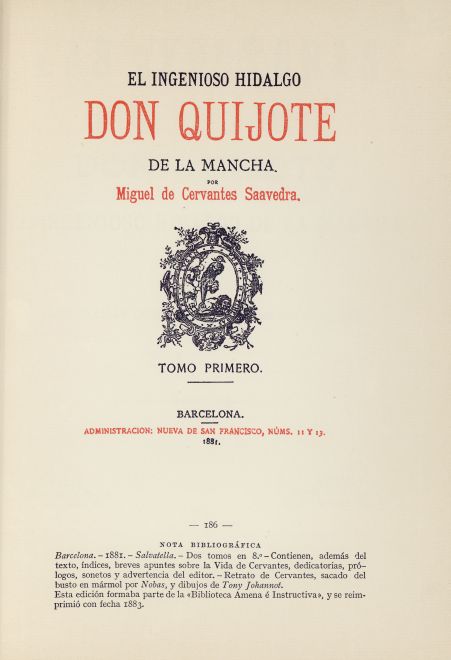 EL INGENIOSO HIDALGO
DON QUIJOTE
DE LA MANCHA.
POR
Miguel de Cervantes Saavedra.
TOMO PRIMERO.
BARCELONA.
ADMINISTRACION: NUEVA DE SAN FRANCISCO, NÚMS. 11 Y 13.
1881.
— 186 —
NOTA BIBLIOGRÁFICA
Barcelona. – 1881. – Salvatella. – Dos tomos en 8.º – Contienen, además del
texto, índices, breves apuntes sobre la Vida de Cervantes, dedicatorias, pró-
logos, sonetos y advertencia del editor. – Retrato de Cervantes, sacado del
busto en mármol por Nobas, y dibujos de Tony Johannot.
Esta edición formaba parte de la «Biblioteca Amena é Instructiva», y se reim-
primió con fecha 1883.